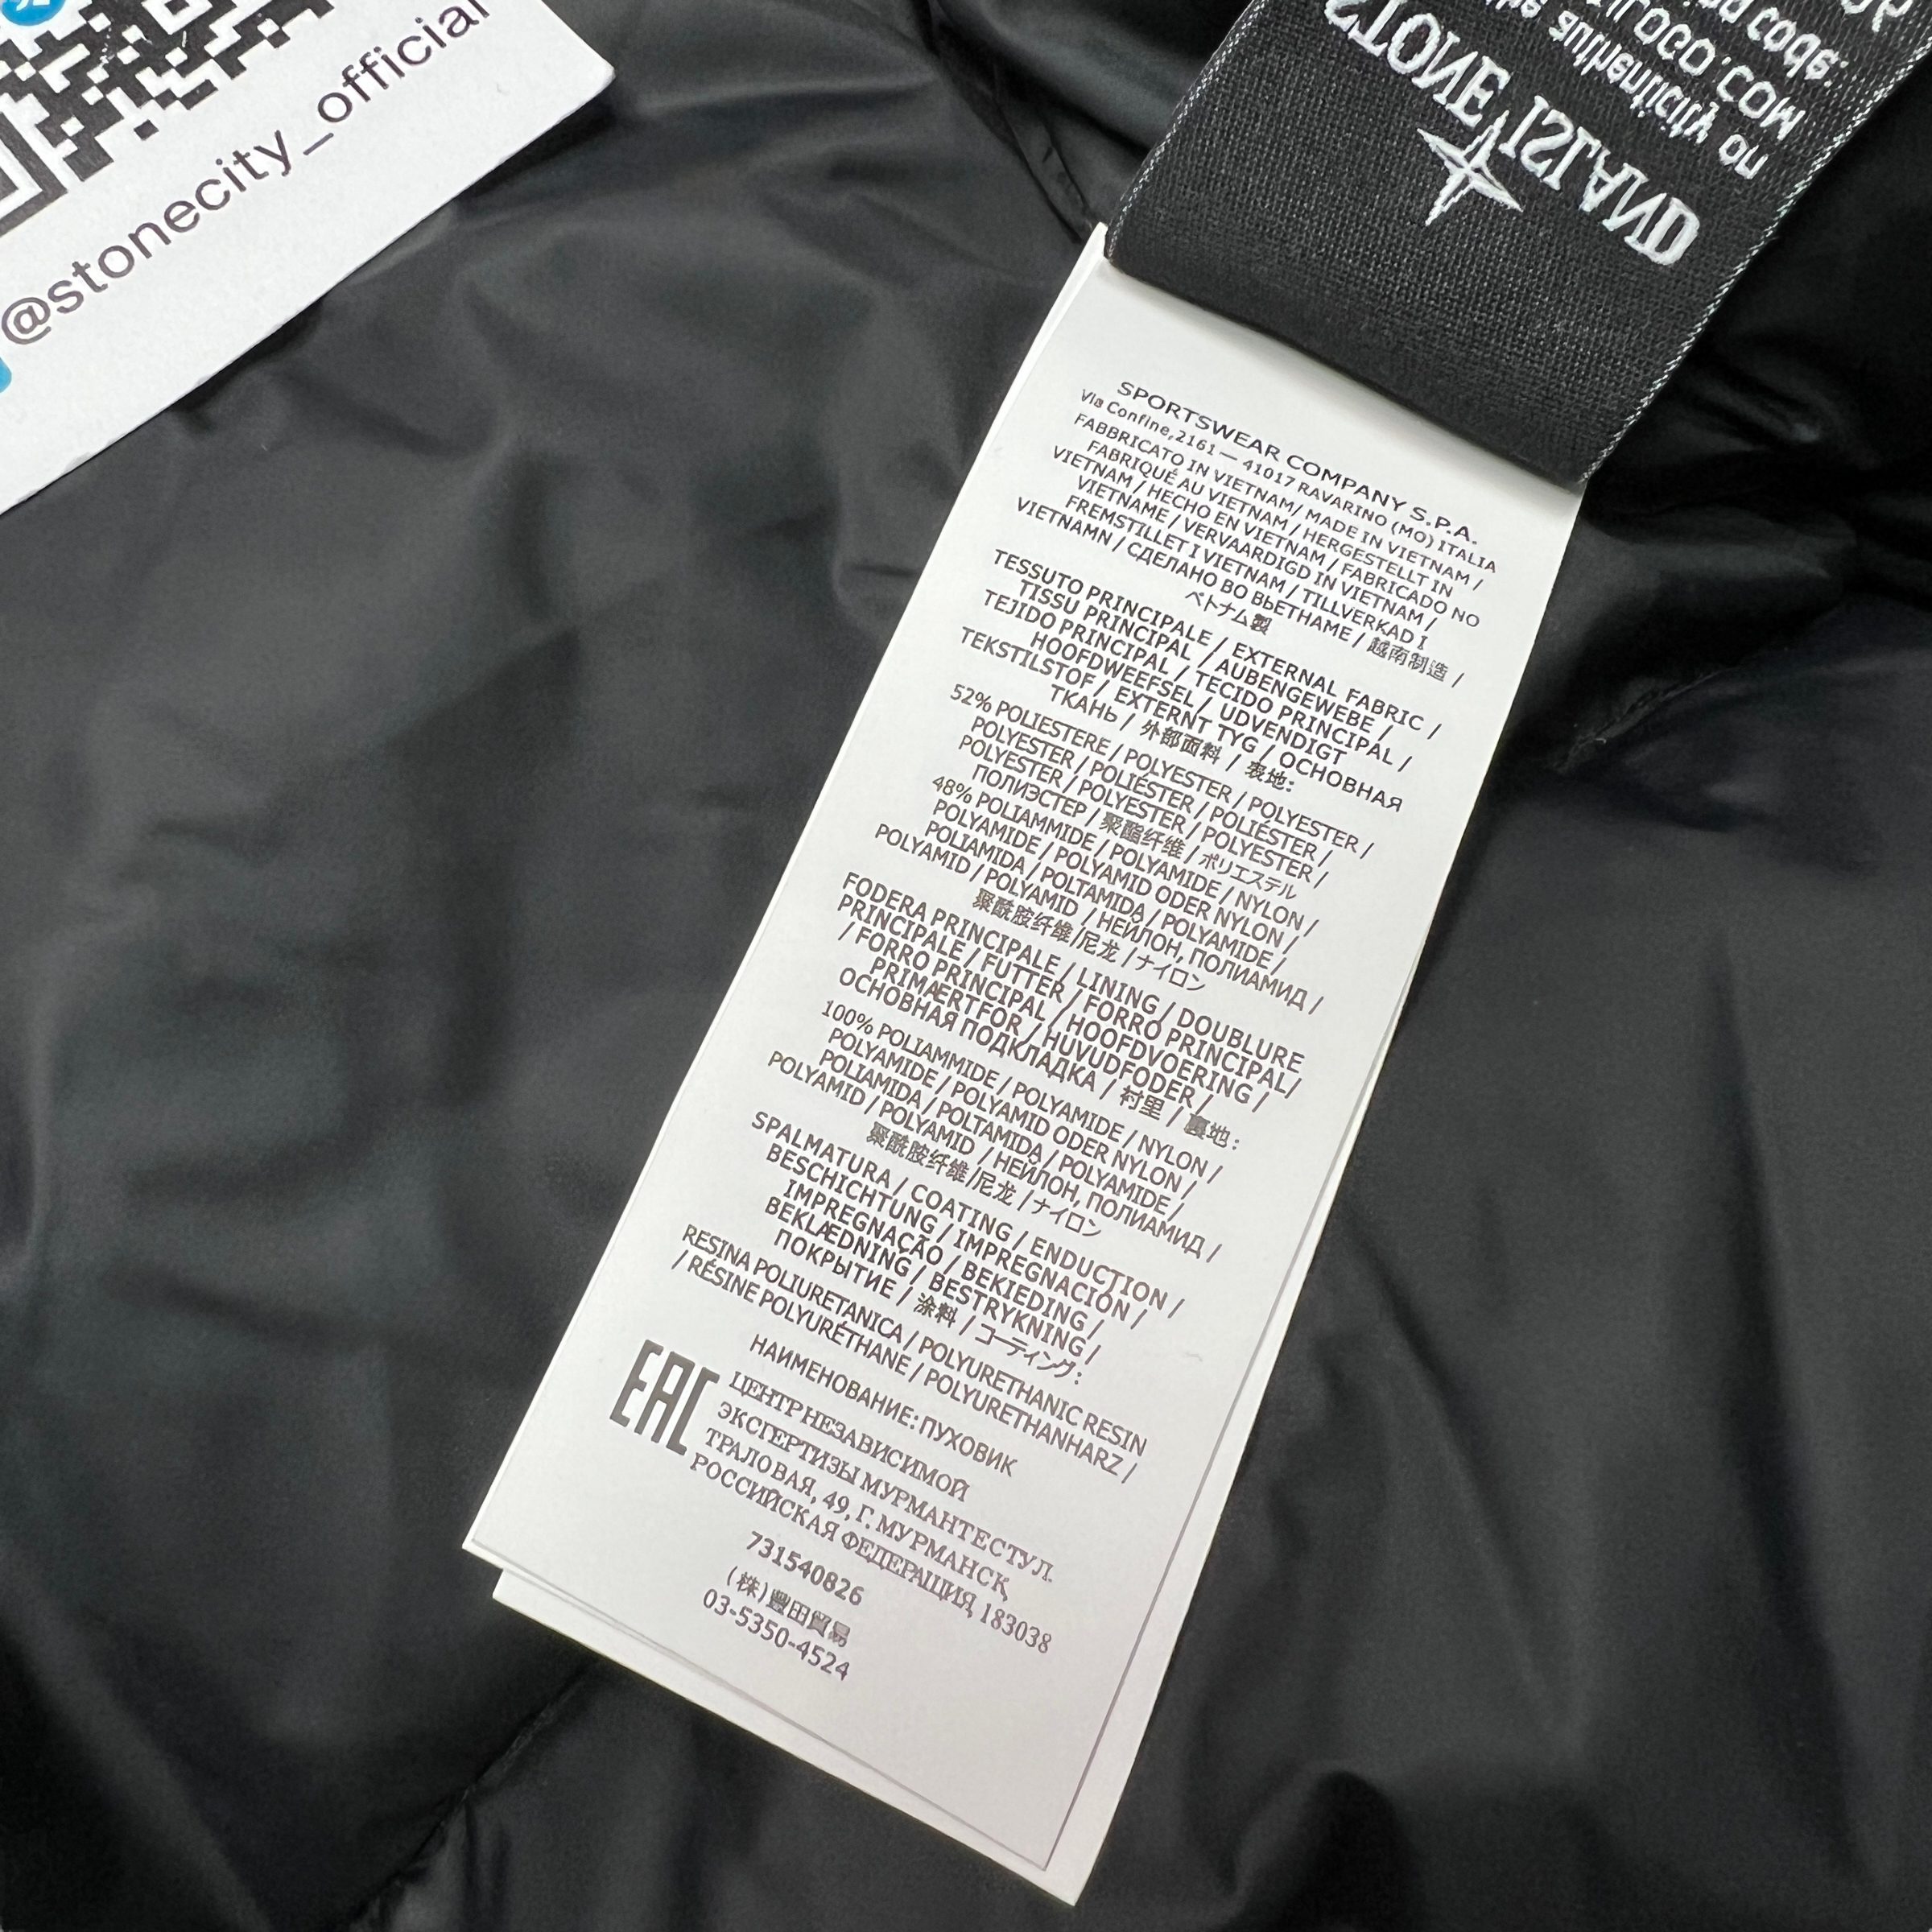 @stonecity_official
STONE ISLAND
authenticity on
code.
SPORTSWEAR COMPANY S.P.A.
Via Confine,2161 — 41017 RAVARINO (MO) ITALIA
FABBRICATO IN VIETNAM/ MADE IN VIETNAM /
FABRIQUÉ AU VIETNAM / HERGESTELLT IN
VIETNAM / HECHO EN VIETNAM / FABRICADO NO
VIETNAME / VERVAARDIGD IN VIETNAM /
FREMSTILLET I VIETNAM / TILLVERKAD I
VIETNAMN / СДЕЛАНО ВО ВЬЕТНАМЕ / 越南制造 /
ベトナム製
TESSUTO PRINCIPALE / EXTERNAL FABRIC /
TISSU PRINCIPAL / AUBENGEWEBE /
TEJIDO PRINCIPAL / TECIDO PRINCIPAL /
HOOFDWEEFSEL / UDVENDIGT
TEKSTILSTOF / EXTERNT TYG / ОСНОВНАЯ
ТКАНЬ / 外部面料 / 表地:
52% POLIESTERE / POLYESTER / POLYESTER /
POLYESTER / POLIÉSTER / POLIÉSTER /
POLYESTER / POLYESTER / POLYESTER /
ПОЛИЭСТЕР / 聚酯纤维 / ポリエステル
48% POLIAMMIDE / POLYAMIDE / NYLON /
POLYAMIDE / POLYAMID ODER NYLON /
POLIAMIDA / POLTAMIDA / POLYAMIDE /
POLYAMID / POLYAMID / НЕЙЛОН, ПОЛИАМИД /
聚酰胺纤维/尼龙 / ナイロン
FODERA PRINCIPALE / LINING / DOUBLURE
PRINCIPALE / FUTTER / FORRO PRINCIPAL/
/ FORRO PRINCIPAL / HOOFDVOERING /
PRIMÆRTFOR / HUVUDFODER /
ОСНОВНАЯ ПОДКЛАДКА / 衬里 / 裏地:
100% POLIAMMIDE / POLYAMIDE / NYLON /
POLYAMIDE / POLYAMID ODER NYLON /
POLIAMIDA / POLTAMIDA / POLYAMIDE /
POLYAMID / POLYAMID / НЕЙЛОН, ПОЛИАМИД /
聚酰胺纤维/尼龙 / ナイロン
SPALMATURA / COATING / ENDUCTION /
BESCHICHTUNG / IMPREGNACIÓN /
IMPREGNAÇÃO / BEKIEDING /
BEKLÆDNING / BESTRYKNING /
ПОКРЫТИЕ / 涂料 / コーティング:
RESINA POLIURETANICA / POLYURETHANIC RESIN
/ RÉSINE POLYURÉTHANE / POLYURETHANHARZ /
НАИМЕНОВАНИЕ: ПУХОВИК
EAC
ЦЕНТР НЕЗАВИСИМОЙ
ЭКСГЕРТИЗЫ МУРМАНТЕСТУЛ.
ТРАЛОВАЯ, 49, Г. МУРМАНСК,
РОССИЙСКАЯ ФЕДЕРАЦИЯ, 183038
731540826
(株)豊田貿易
03-5350-4524